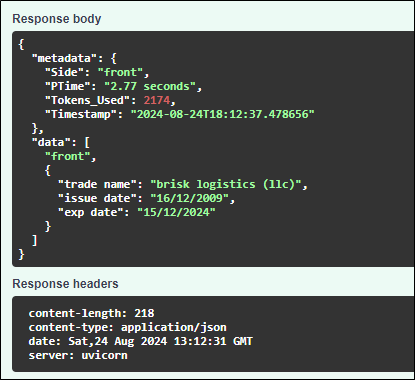 Response body
{
  "metadata": {
    "Side": "front",
    "PTime": "2.77 seconds",
    "Tokens_Used": 2174,
    "Timestamp": "2024-08-24T18:12:37.478656"
  },
  "data": [
    "front",
    {
      "trade name": "brisk logistics (llc)",
      "issue date": "16/12/2009",
      "exp date": "15/12/2024"
    }
  ]
}
Response headers
content-length: 218
content-type: application/json
date: Sat,24 Aug 2024 13:12:31 GMT
server: uvicorn